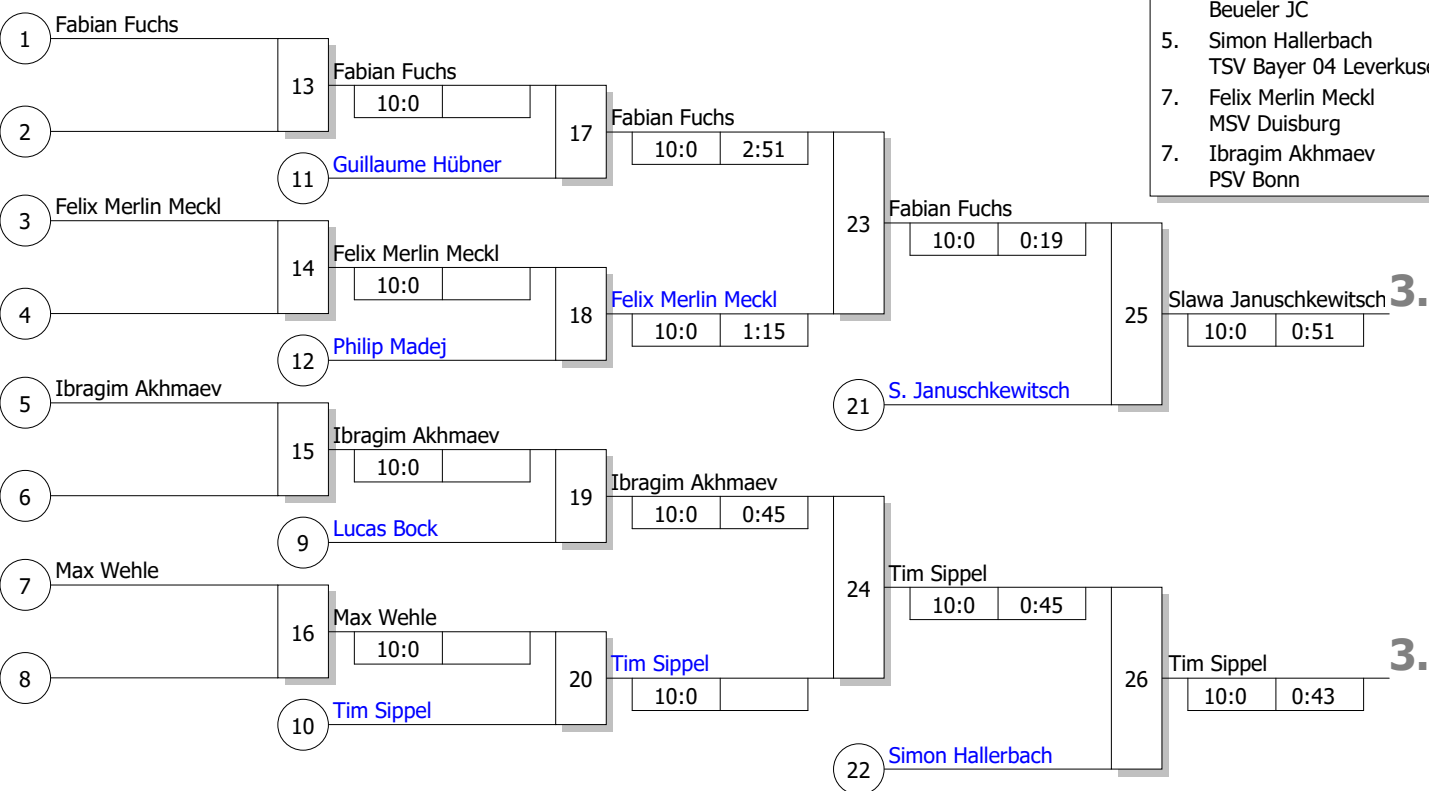 Beueler JC
5. Simon Hallerbach
TSV Bayer 04 Leverkuse
7. Felix Merlin Meckl
MSV Duisburg
7. Ibragim Akhmaev
PSV Bonn
1 Fabian Fuchs
13 Fabian Fuchs
10:0
2
17 Fabian Fuchs
10:0 2:51
11 Guillaume Hübner
3 Felix Merlin Meckl
23 Fabian Fuchs
10:0 0:19
14 Felix Merlin Meckl
10:0
4
18 Felix Merlin Meckl
10:0 1:15
25 Slawa Januschkewitsch 3.
10:0 0:51
12 Philip Madej
5 Ibragim Akhmaev
21 S. Januschkewitsch
15 Ibragim Akhmaev
10:0
6
19 Ibragim Akhmaev
10:0 0:45
9 Lucas Bock
7 Max Wehle
24 Tim Sippel
10:0 0:45
16 Max Wehle
10:0
8
20 Tim Sippel
10:0
26 Tim Sippel 3.
10:0 0:43
10 Tim Sippel
22 Simon Hallerbach